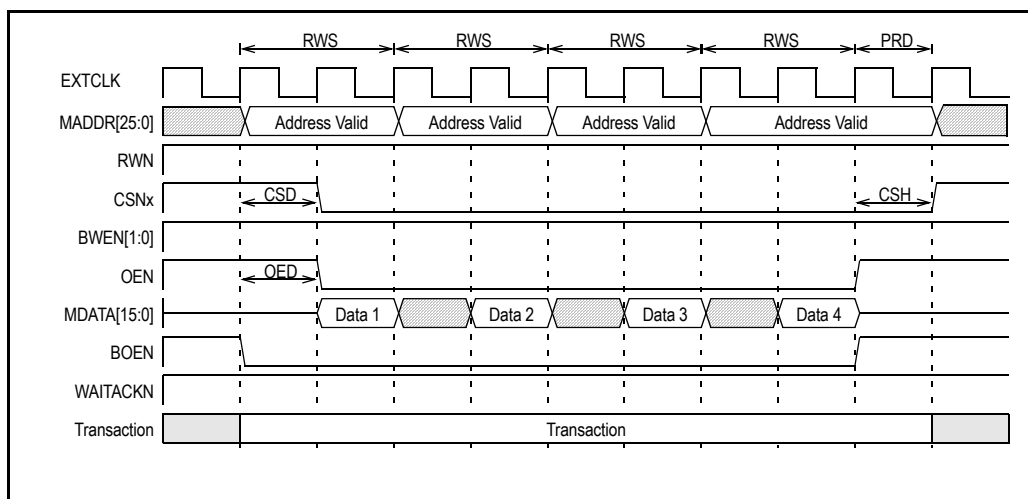 RWS RWS RWS RWS PRD
EXTCLK
MADDR[25:0] Address Valid Address Valid Address Valid Address Valid
RWN
CSNx CSD CSH
BWEN[1:0]
OEN OED
MDATA[15:0] Data 1 Data 2 Data 3 Data 4
BOEN
WAITACKN
Transaction Transaction